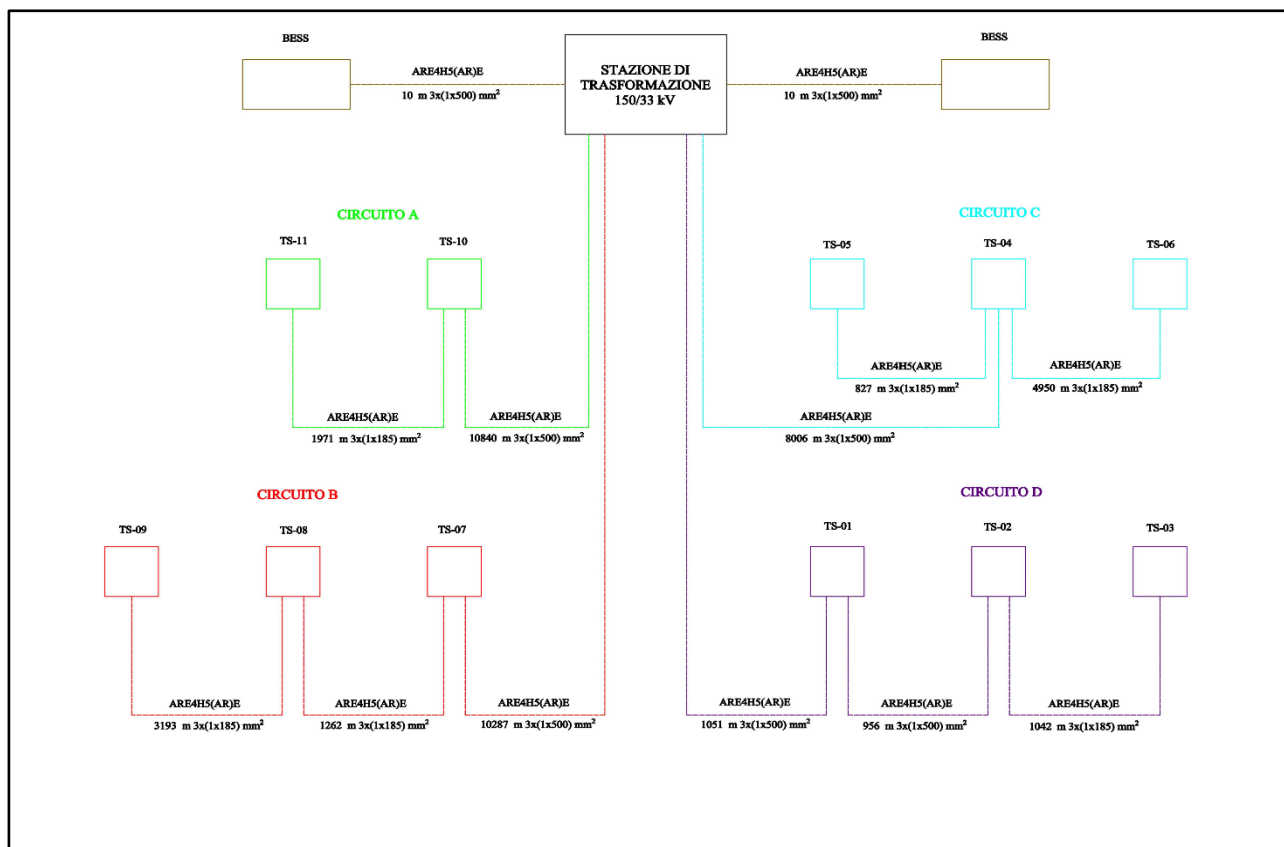 BESS
ARE4H5(AR)E
10 m 3x(1x500) mm²
STAZIONE DI
TRASFORMAZIONE
150/33 kV
ARE4H5(AR)E
10 m 3x(1x500) mm²
BESS
CIRCUITO A
TS-11
TS-10
ARE4H5(AR)E
1971 m 3x(1x185) mm²
ARE4H5(AR)E
10840 m 3x(1x500) mm²
CIRCUITO C
TS-05
TS-04
TS-06
ARE4H5(AR)E
827 m 3x(1x185) mm²
ARE4H5(AR)E
4950 m 3x(1x185) mm²
ARE4H5(AR)E
8006 m 3x(1x500) mm²
CIRCUITO B
TS-09
TS-08
TS-07
ARE4H5(AR)E
3193 m 3x(1x185) mm²
ARE4H5(AR)E
1262 m 3x(1x185) mm²
ARE4H5(AR)E
10287 m 3x(1x500) mm²
CIRCUITO D
TS-01
TS-02
TS-03
ARE4H5(AR)E
1051 m 3x(1x500) mm²
ARE4H5(AR)E
956 m 3x(1x500) mm²
ARE4H5(AR)E
1042 m 3x(1x185) mm²